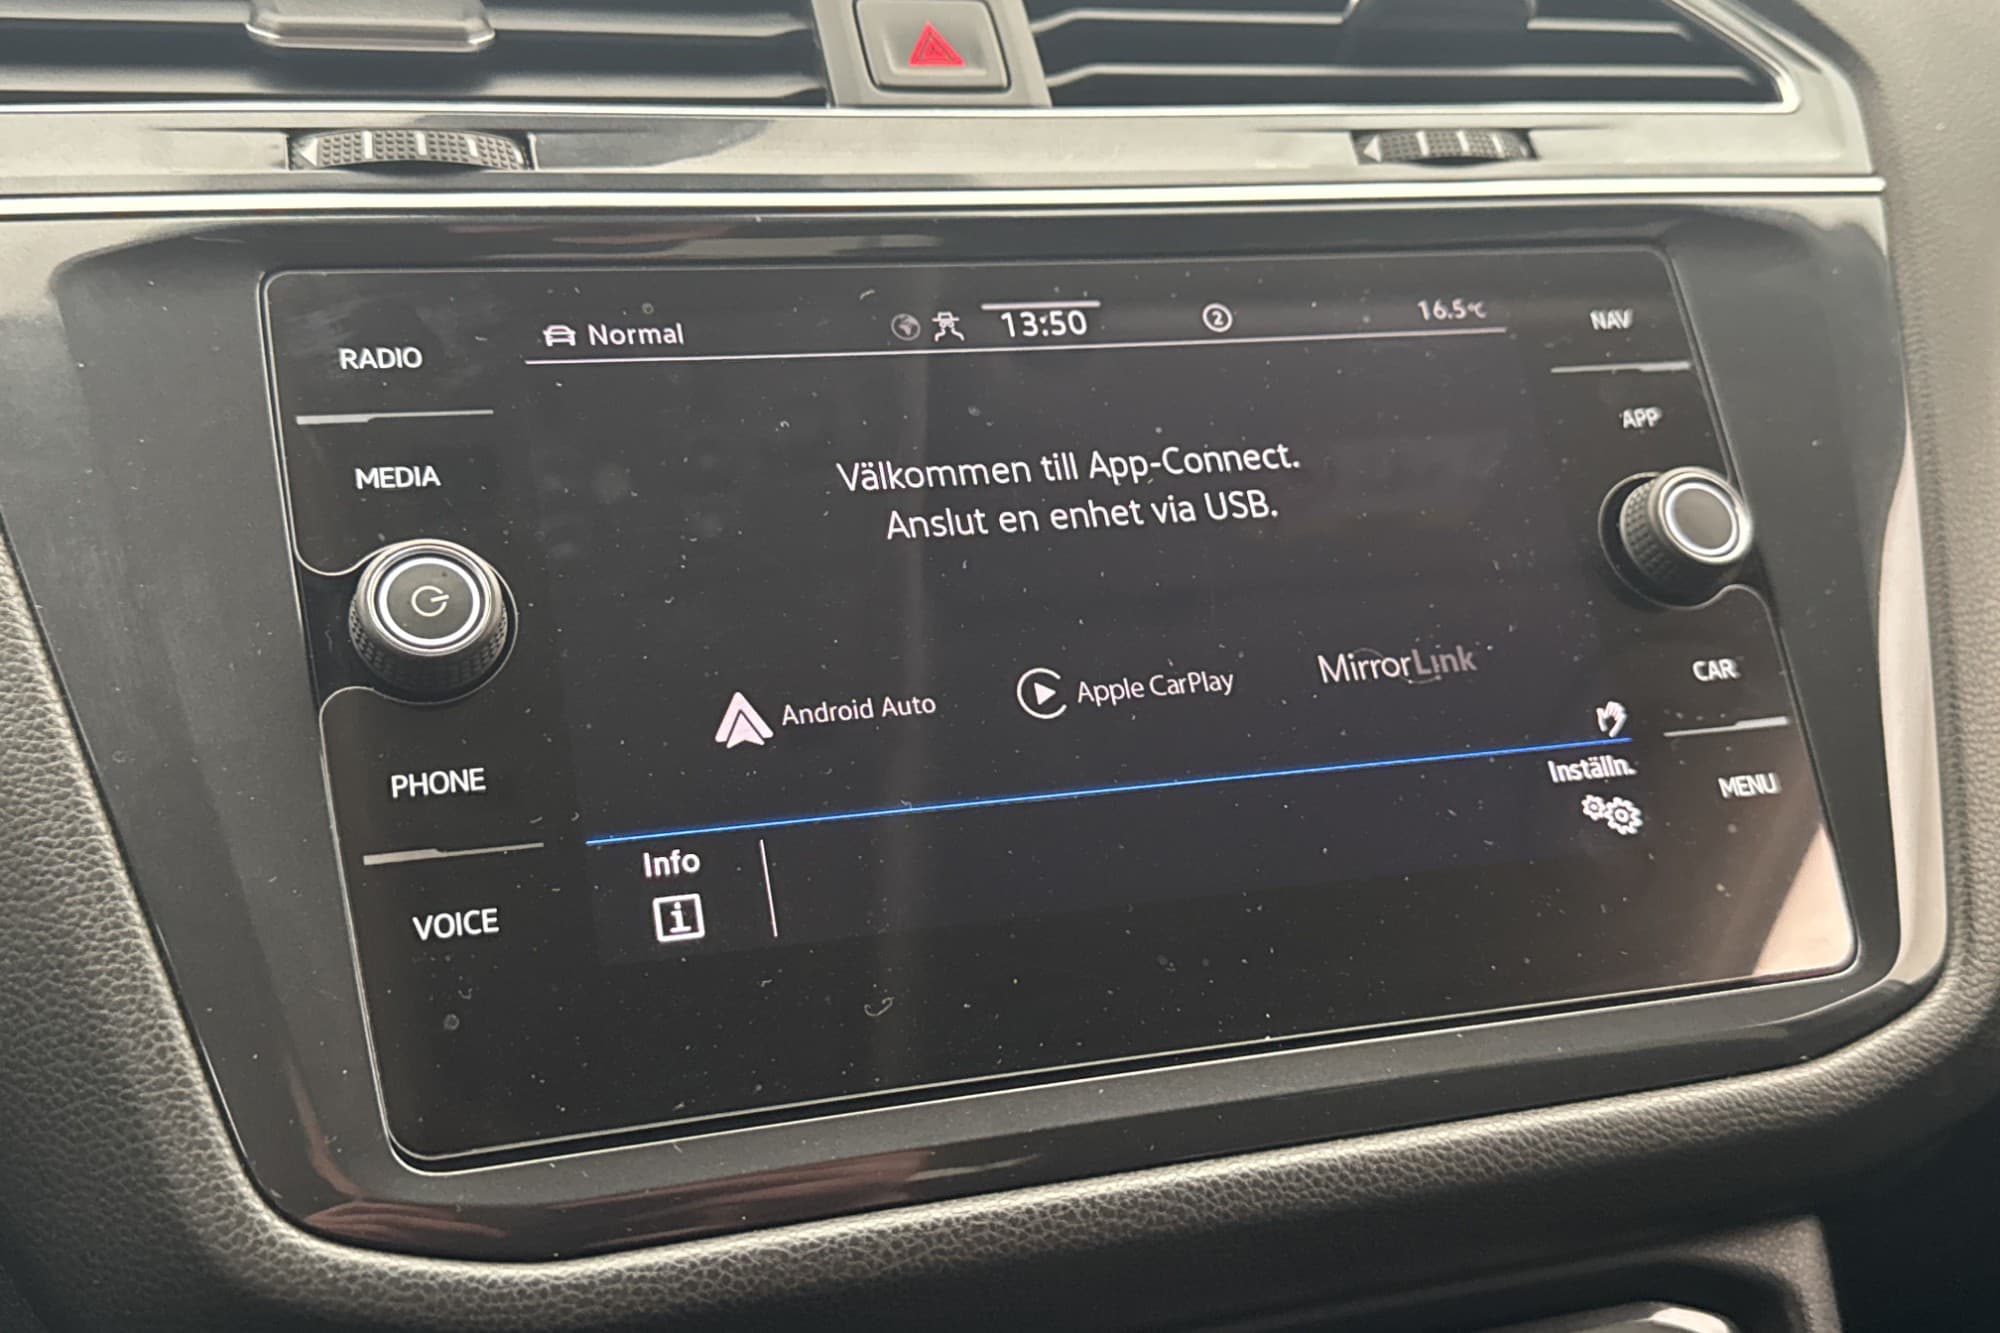 Normal 13:50 2 16.5°C
RADIO
NAV
MEDIA
APP
Välkommen till App-Connect.
Anslut en enhet via USB.
Android Auto Apple CarPlay MirrorLink
CAR
PHONE
Inställn.
MENU
Info
i
VOICE